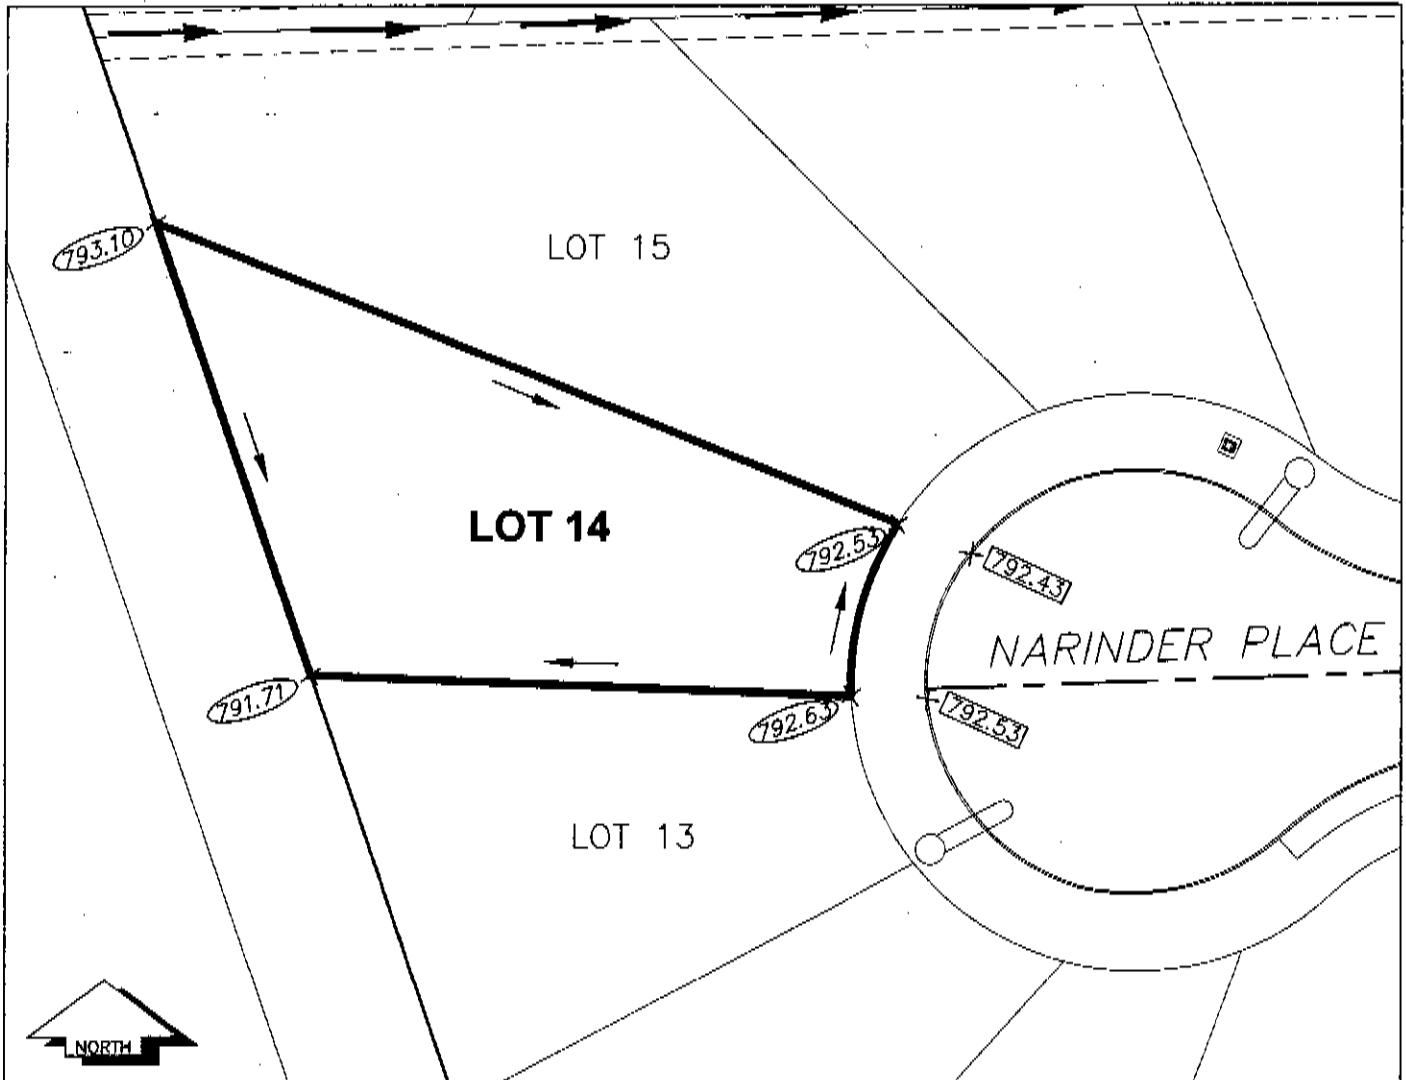 LOT 15
793.10
LOT 14
792.53
792.43
NARINDER PLACE
791.71
792.63
792.53
LOT 13
NORTH